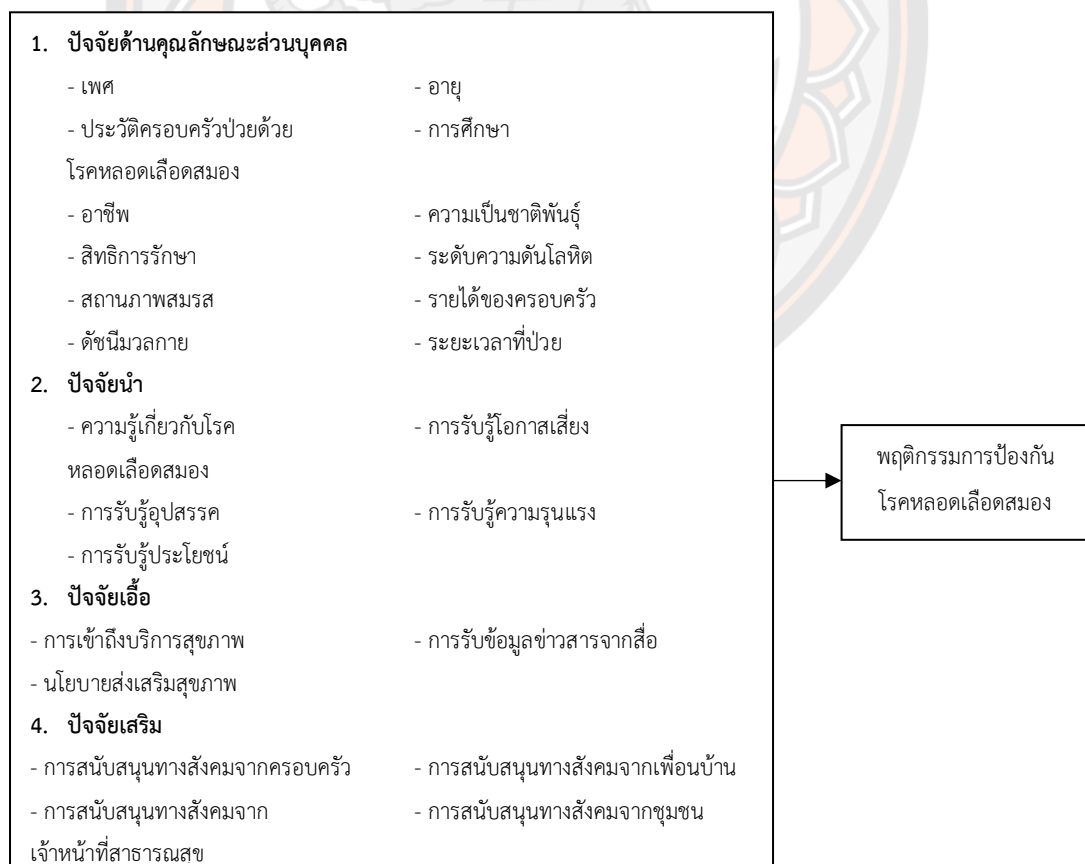 1. ปัจจัยด้านคุณลักษณะส่วนบุคคล
- เพศ - อายุ
- ประวัติครอบครัวป่วยด้วย - การศึกษา
โรคหลอดเลือดสมอง
- อาชีพ - ความเป็นชาติพันธุ์
- สิทธิการรักษา - ระดับความดันโลหิต
- สถานภาพสมรส - รายได้ของครอบครัว
- ดัชนีมวลกาย - ระยะเวลาที่ป่วย
2. ปัจจัยนำ
- ความรู้เกี่ยวกับโรค - การรับรู้โอกาสเสี่ยง
หลอดเลือดสมอง
- การรับรู้อุปสรรค - การรับรู้ความรุนแรง
- การรับรู้ประโยชน์
3. ปัจจัยเอื้อ
- การเข้าถึงบริการสุขภาพ - การรับข้อมูลข่าวสารจากสื่อ
- นโยบายส่งเสริมสุขภาพ
4. ปัจจัยเสริม
- การสนับสนุนทางสังคมจากครอบครัว - การสนับสนุนทางสังคมจากเพื่อนบ้าน
- การสนับสนุนทางสังคมจาก - การสนับสนุนทางสังคมจากชุมชน
เจ้าหน้าที่สาธารณสุข
พฤติกรรมการป้องกัน
โรคหลอดเลือดสมอง